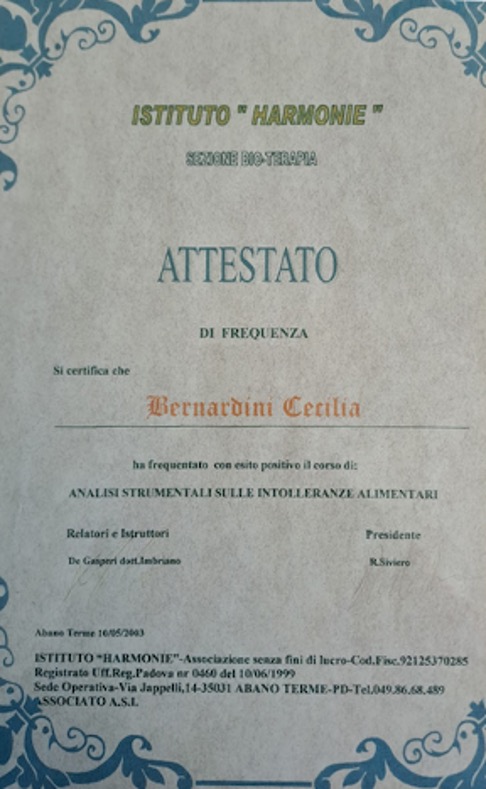 ISTITUTO " HARMONIE "
SEZIONE BIO-TERAPIA
ATTESTATO
DI FREQUENZA
Si certifica che
Bernardini Cecilia
ha frequentato con esito positivo il corso di:
ANALISI STRUMENTALI SULLE INTOLLERANZE ALIMENTARI
Relatori e Istruttori Presidente
De Gasperi dott.Imbriano R.Siviero
Abano Terme 10/05/2003
ISTITUTO "HARMONIE"-Associazione senza fini di lucro-Cod.Fisc.92125370285
Registrato Uff.Reg.Padova nr 0460 del 10/06/1999
Sede Operativa-Via Jappelli,14-35031 ABANO TERME-PD-Tel.049.86.68.489
ASSOCIATO A.S.I.